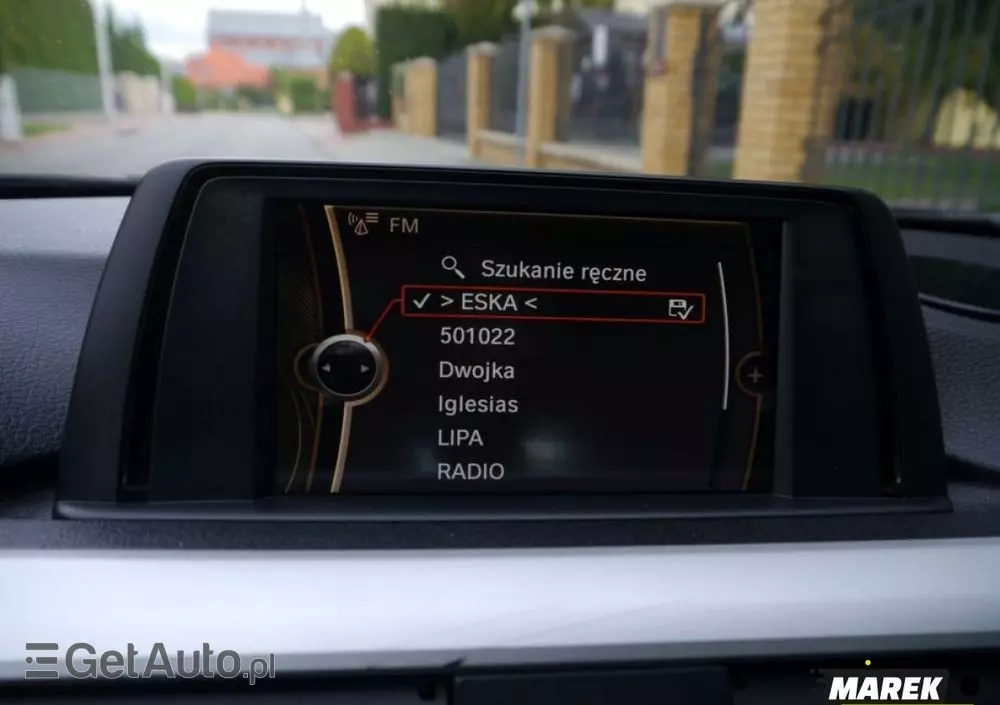 FM
Szukanie ręczne
> ESKA <
501022
Dwojka
Iglesias
LIPA
RADIO
GetAuto.pl
MAREK